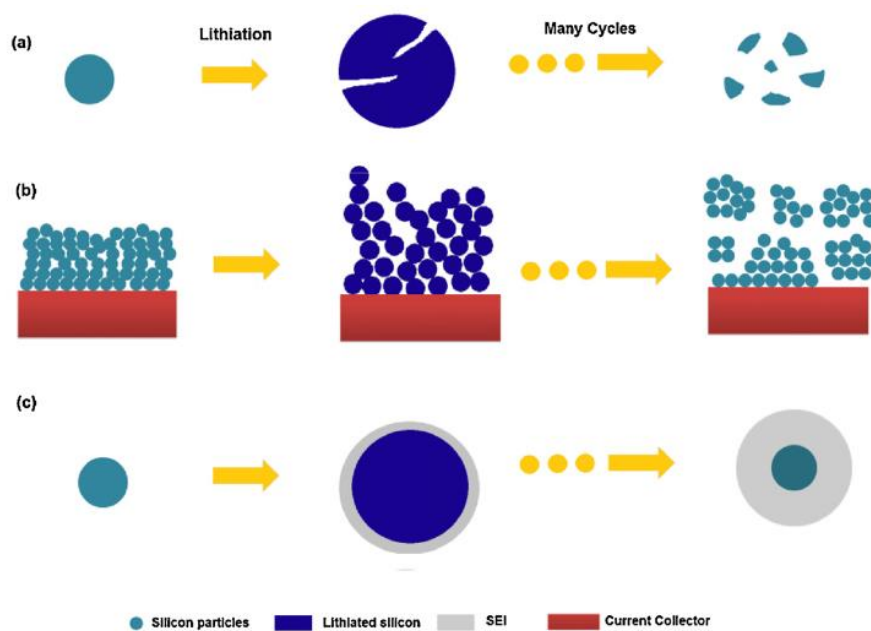 (a)
Lithiation
Many Cycles
(b)
(c)
Silicon particles
Lithiated silicon
SEI
Current Collector